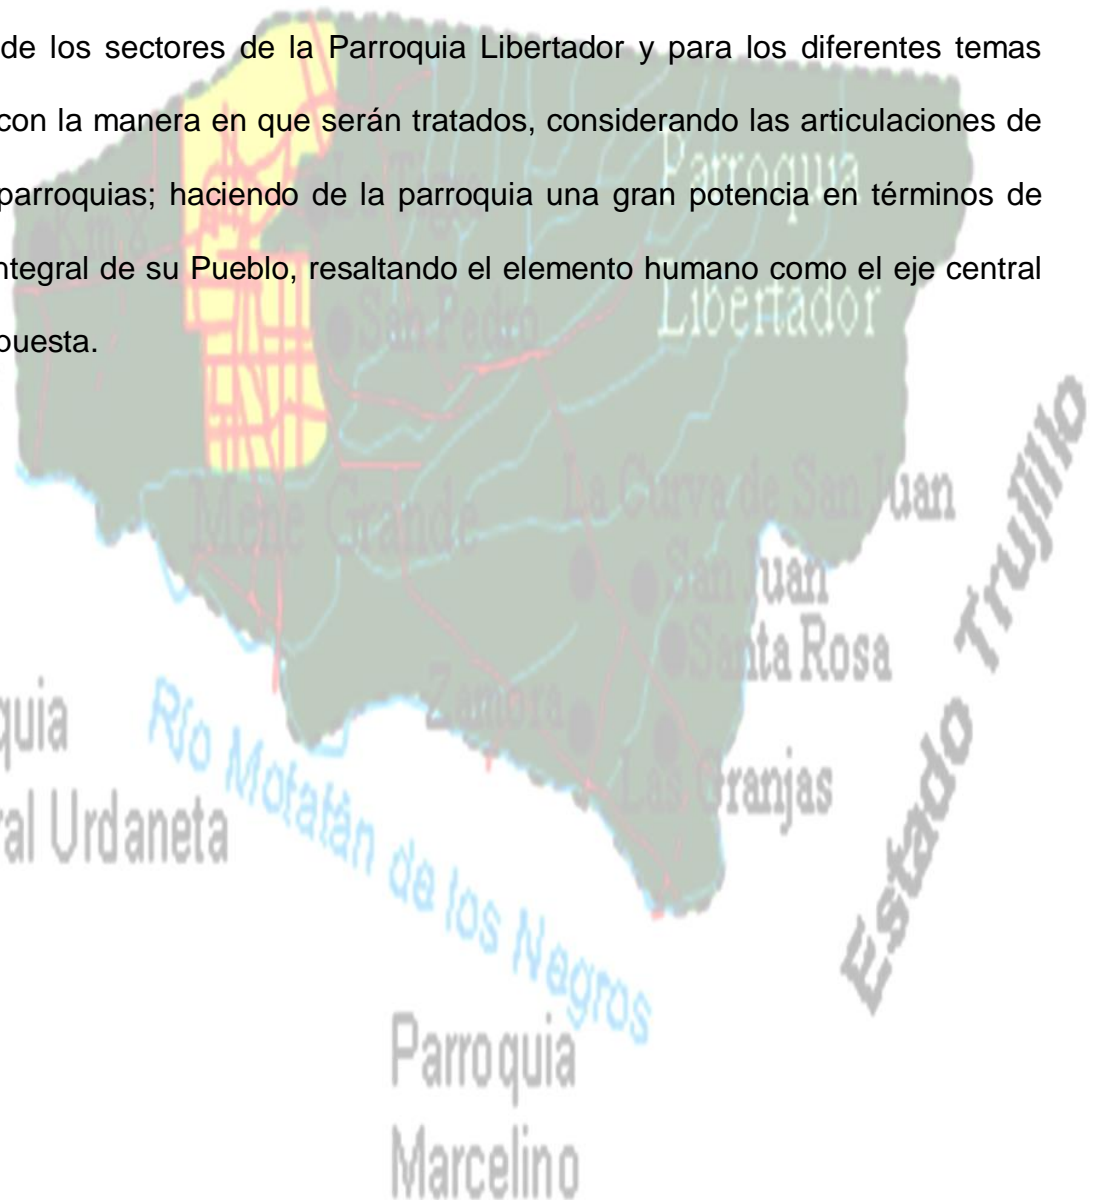 de los sectores de la Parroquia Libertador y para los diferentes temas
con la manera en que serán tratados, considerando las articulaciones de
parroquias; haciendo de la parroquia una gran potencia en términos de
ntegral de su Pueblo, resaltando el elemento humano como el eje central
puesta.
Parroquia
Libertador
Km 8
San Pedro
Mene Grande
La Curva de San Juan
San Juan
Santa Rosa
Zamora
Las Granjas
Estado Trujillo
quia
ral Urdaneta
Río Motatán de los Negros
Parroquia
Marcelino